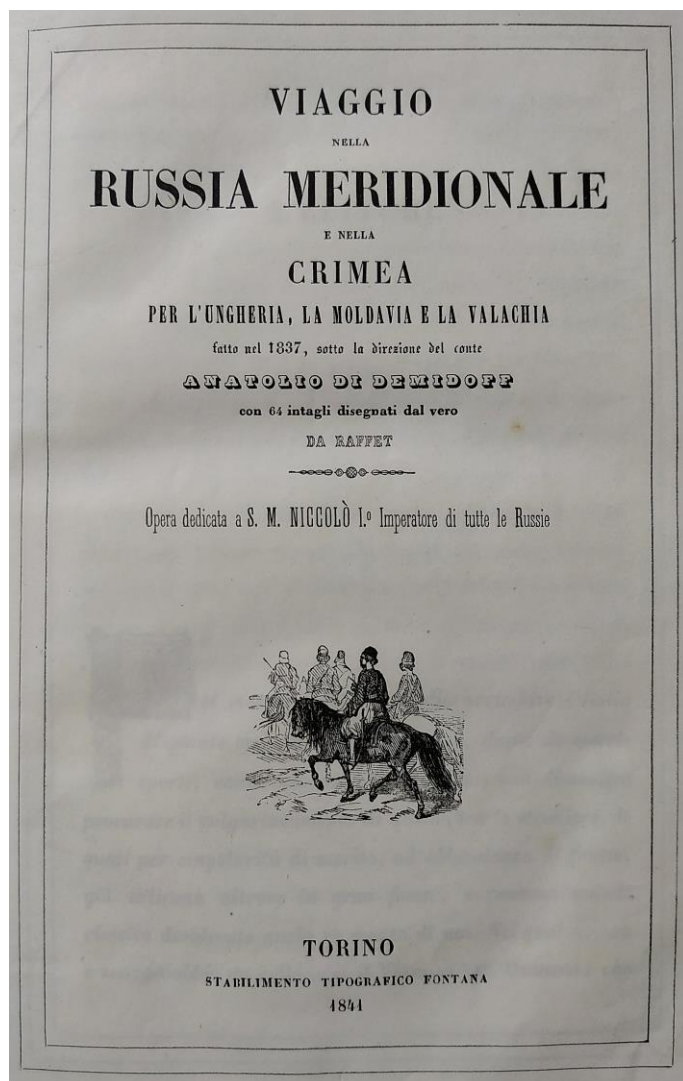 VIAGGIO
NELLA
RUSSIA MERIDIONALE
E NELLA
CRIMEA
PER L'UNGHERIA, LA MOLDAVIA E LA VALACHIA
fatto nel 1837, sotto la direzione del conte
ANATOLIO DI DEMIDOFF
con 64 intagli disegnati dal vero
DA RAFFET
Opera dedicata a S. M. NICCOLÒ I.º Imperatore di tutte le Russie
TORINO
STABILIMENTO TIPOGRAFICO FONTANA
1841